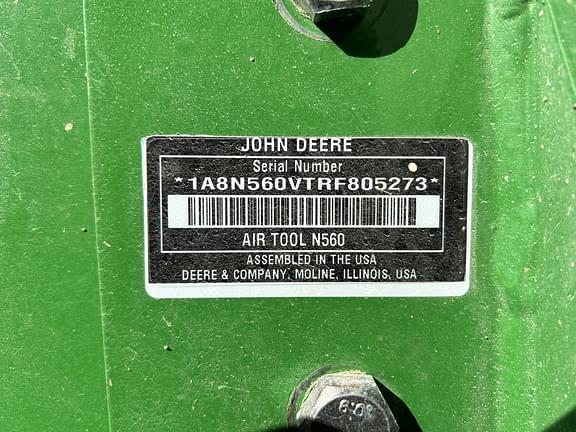 JOHN DEERE
Serial Number
*1A8N560VTRF805273*
AIR TOOL N560
ASSEMBLED IN THE USA
DEERE & COMPANY, MOLINE, ILLINOIS, USA